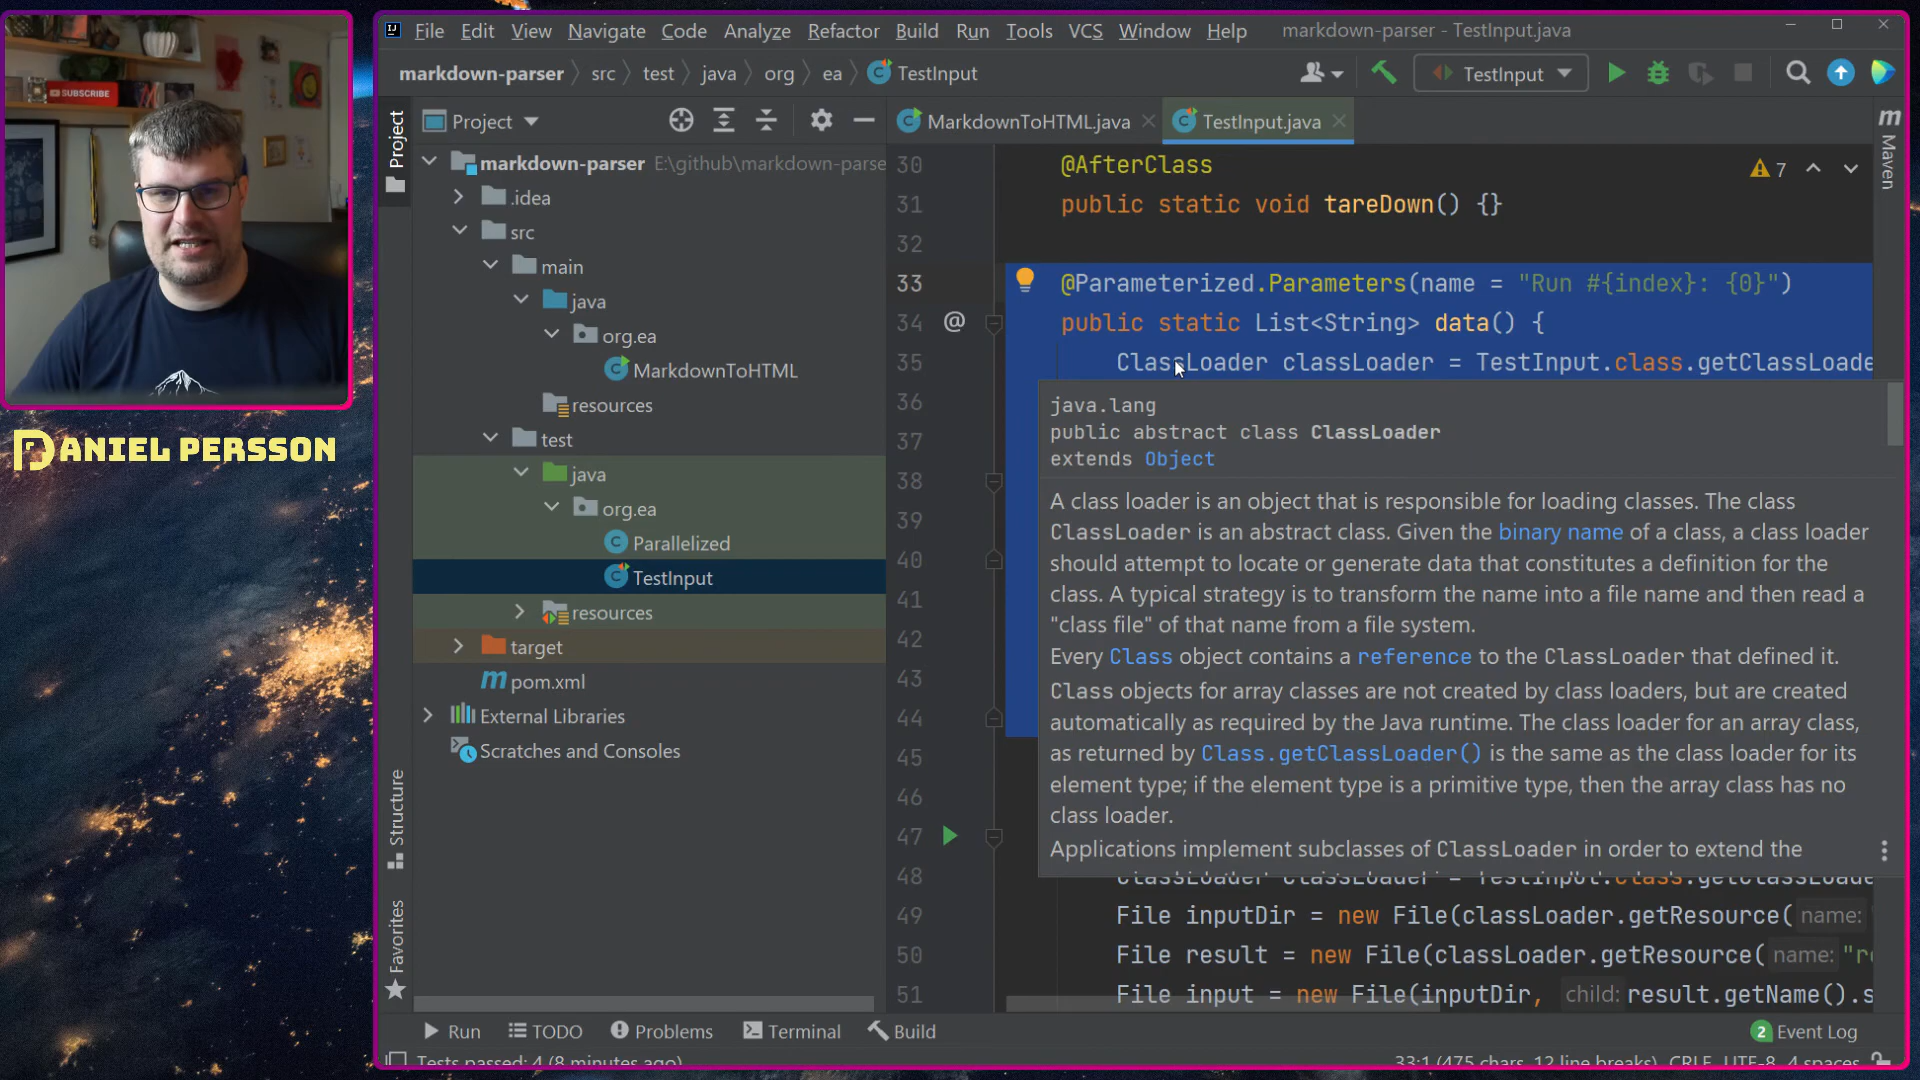 SUBSCRIBE
DANIEL PERSSON
File Edit View Navigate Code Analyze Refactor Build Run Tools VCS Window Help markdown-parser - TestInput.java
markdown-parser src test java org ea TestInput
TestInput
Project
MarkdownToHTML.java
TestInput.java
Project
Structure
Favorites
Maven
markdown-parser E:\github\markdown-parse
.idea
src
main
java
org.ea
MarkdownToHTML
resources
test
java
org.ea
Parallelized
TestInput
resources
target
pom.xml
External Libraries
Scratches and Consoles
7
30 @AfterClass
31 public static void tareDown() {}
32
33 @Parameterized.Parameters(name = "Run #{index}: {0}")
34 @ public static List<String> data() {
35 ClassLoader classLoader = TestInput.class.getClassLoade
36
37
38
39
40
41
42
43
44
45
46
47
java.lang
public abstract class ClassLoader
extends Object
A class loader is an object that is responsible for loading classes. The class
ClassLoader is an abstract class. Given the binary name of a class, a class loader
should attempt to locate or generate data that constitutes a definition for the
class. A typical strategy is to transform the name into a file name and then read a
"class file" of that name from a file system.
Every Class object contains a reference to the ClassLoader that defined it.
Class objects for array classes are not created by class loaders, but are created
automatically as required by the Java runtime. The class loader for an array class,
as returned by Class.getClassLoader() is the same as the class loader for its
element type; if the element type is a primitive type, then the array class has no
class loader.
Applications implement subclasses of ClassLoader in order to extend the
48 ClassLoader classLoader = TestInput.class.getClassLoade
49 File inputDir = new File(classLoader.getResource( name:
50 File result = new File(classLoader.getResource( name: "re
51 File input = new File(inputDir, child: result.getName().s
Run TODO Problems Terminal Build 2 Event Log
Tests passed: 4 (8 minutes ago) 33:1 (475 chars, 12 line breaks) CRLF UTF-8 4 spaces